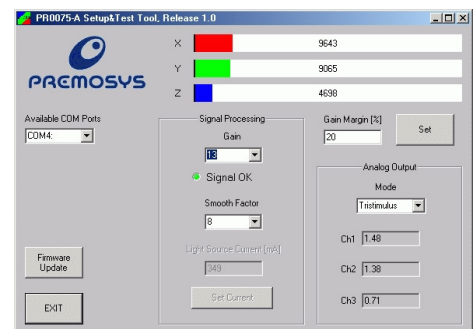 PR0075-A Setup&Test Tool, Release 1.0
X 9643
Y 9065
Z 4698
PREMOSYS
Available COM Ports
COM4:
Signal Processing
Gain
13
Signal OK
Smooth Factor
8
Light Source Current [mA]
349
Set Current
Gain Margin [%]
20
Set
Analog Output
Mode
Tristimulus
Ch1 1.48
Ch2 1.38
Ch3 0.71
Firmware
Update
EXIT